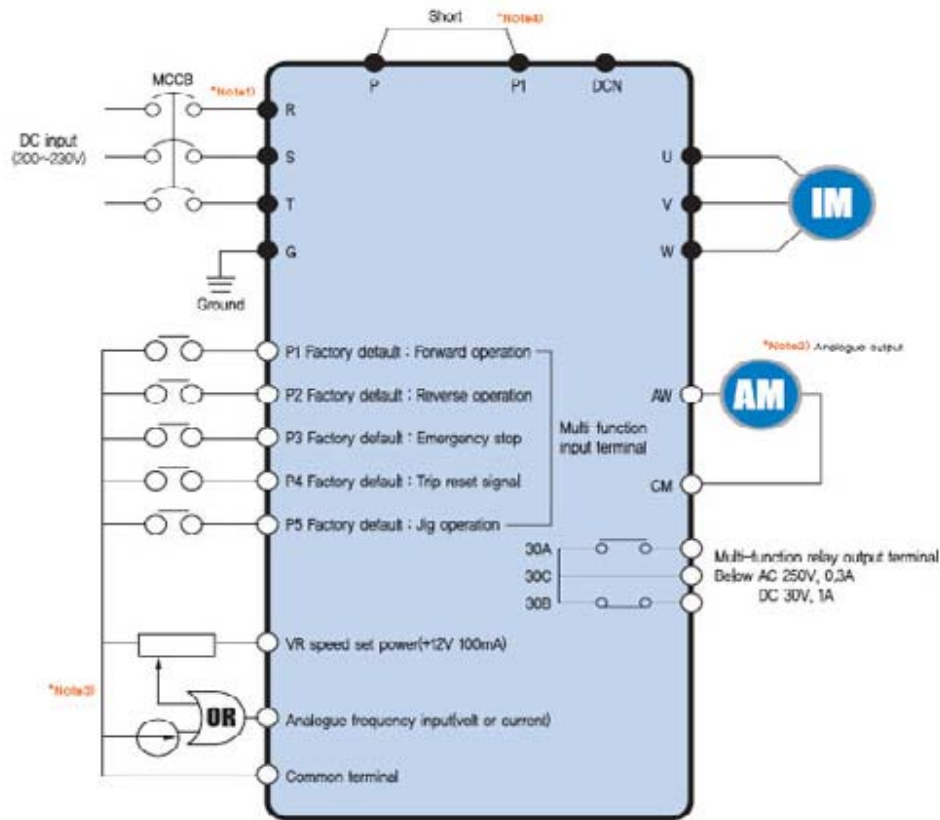 Short
*Note4)
P
P1
DCN
MCCB
*Note1)
R
DC input
(200~230V)
S
T
G
Ground
U
V
W
IM
P1 Factory default : Forward operation
P2 Factory default : Reverse operation
P3 Factory default : Emergency stop
P4 Factory default : Trip reset signal
P5 Factory default : Jig operation
Multi function
input terminal
*Note2) Analogue output
AW
AM
CM
30A
30C
30B
Multi-function relay output terminal
Below AC 250V, 0,3A
DC 30V, 1A
VR speed set power(+12V 100mA)
*Note3)
OR
Analogue frequency input(volt or current)
Common terminal